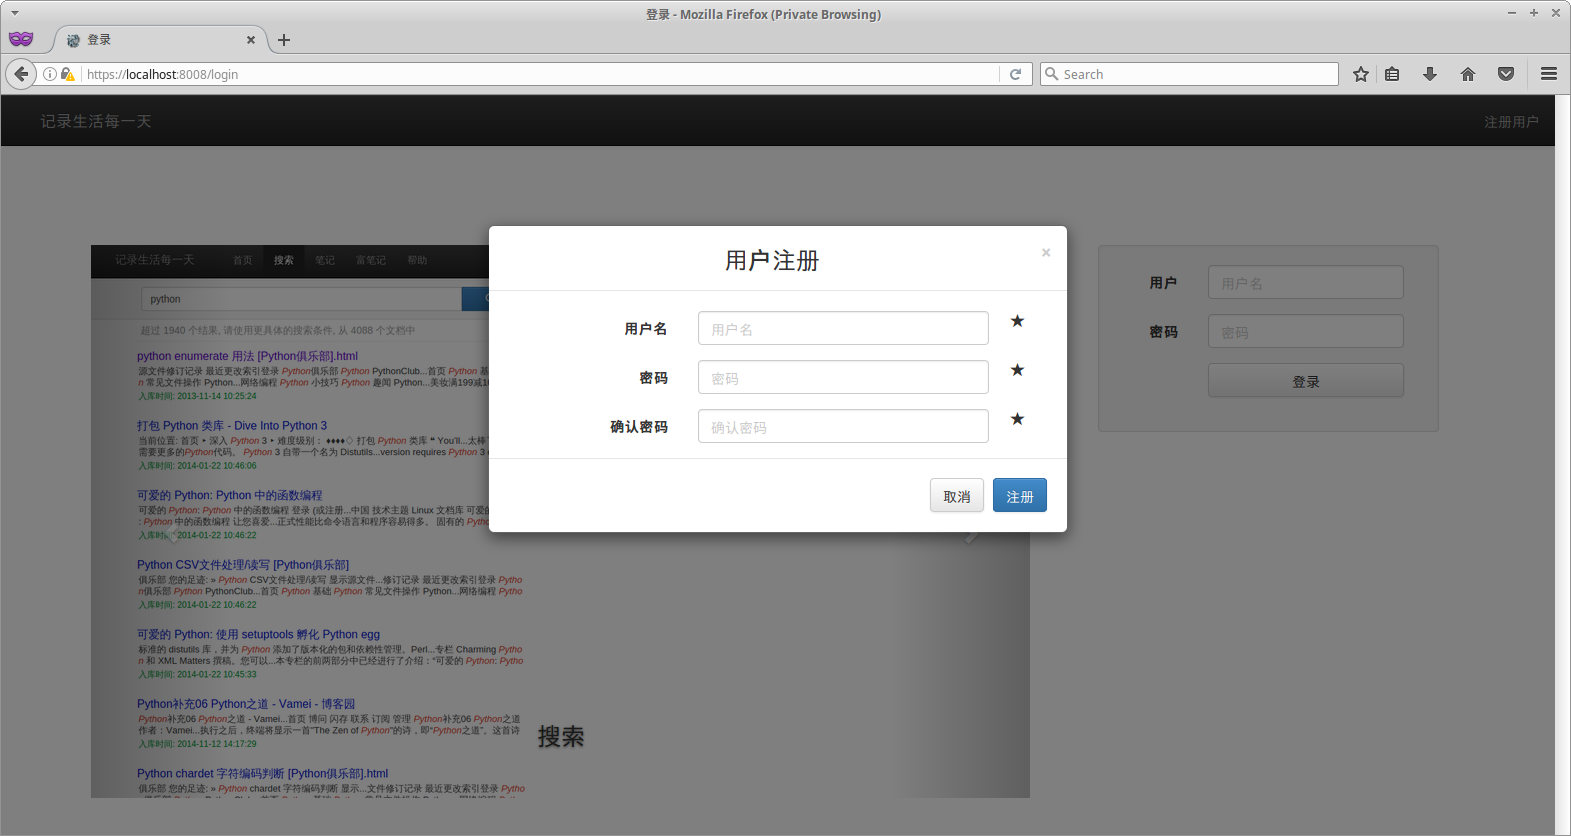 登录 - Mozilla Firefox (Private Browsing)
登录
https://localhost:8008/login
Search
记录生活每一天
注册用户
记录生活每一天 首页 搜索 笔记 富笔记 帮助
python
超过 1940 个结果, 请使用更具体的搜索条件, 从 4088 个文档中
python enumerate 用法 [Python俱乐部].html
源文件修订记录 最近更改索引登录 Python俱乐部 Python PythonClub...首页 Python 基
n 常见文件操作 Python...网络编程 Python 小技巧 Python 趣闻 Python...美妆满199减1
入库时间: 2013-11-14 10:25:24
打包 Python 类库 - Dive Into Python 3
当前位置: 首页 ‣ 深入 Python 3 ‣ 难度级别： ♦♦♦♦♢ 打包 Python 类库 ❝ You'll...太棒
需要更多的Python代码。 Python 3 自带一个名为 Distutils...version requires Python 3
入库时间: 2014-01-22 10:46:06
可爱的 Python: Python 中的函数编程
可爱的 Python: Python 中的函数编程 登录 (或注册...中国 技术主题 Linux 文档库 可爱的
: Python 中的函数编程 让您喜爱...正式性能比命令语言和程序容易得多。 固有的 Pyth
入库时间: 2014-01-22 10:46:22
Python CSV文件处理/读写 [Python俱乐部]
俱乐部 您的足迹: » Python CSV文件处理/读写 显示源文件...修订记录 最近更改索引登录 Pytho
n俱乐部 Python PythonClub...首页 Python 基础 Python 常见文件操作 Python...网络编程 Pytho
入库时间: 2014-01-22 10:46:22
可爱的 Python: 使用 setuptools 孵化 Python egg
标准的 distutils 库，并为 Python 添加了版本化的包和依赖性管理。Perl...专栏 Charming Pytho
n 和 XML Matters 撰稿。您可以...本专栏的前两部分中已经进行了介绍：“可爱的 Python: Pytho
入库时间: 2014-01-22 10:45:33
Python补充06 Python之道 - Vamei - 博客园
Python补充06 Python之道 - Vamei...首页 博问 闪存 联系 订阅 管理 Python补充06 Python之道
作者：Vamei...执行之后，终端将显示一首“The Zen of Python”的诗，即“Python之道”。这首诗
入库时间: 2014-11-12 14:17:29
Python chardet 字符编码判断 [Python俱乐部].html
俱乐部 您的足迹: » Python chardet 字符编码判断 显示...文件修订记录 最近更改索引登录 Pytho
搜索
用户注册
×
用户名 用户名 ★
密码 密码 ★
确认密码 确认密码 ★
取消 注册
用户 用户名
密码 密码
登录